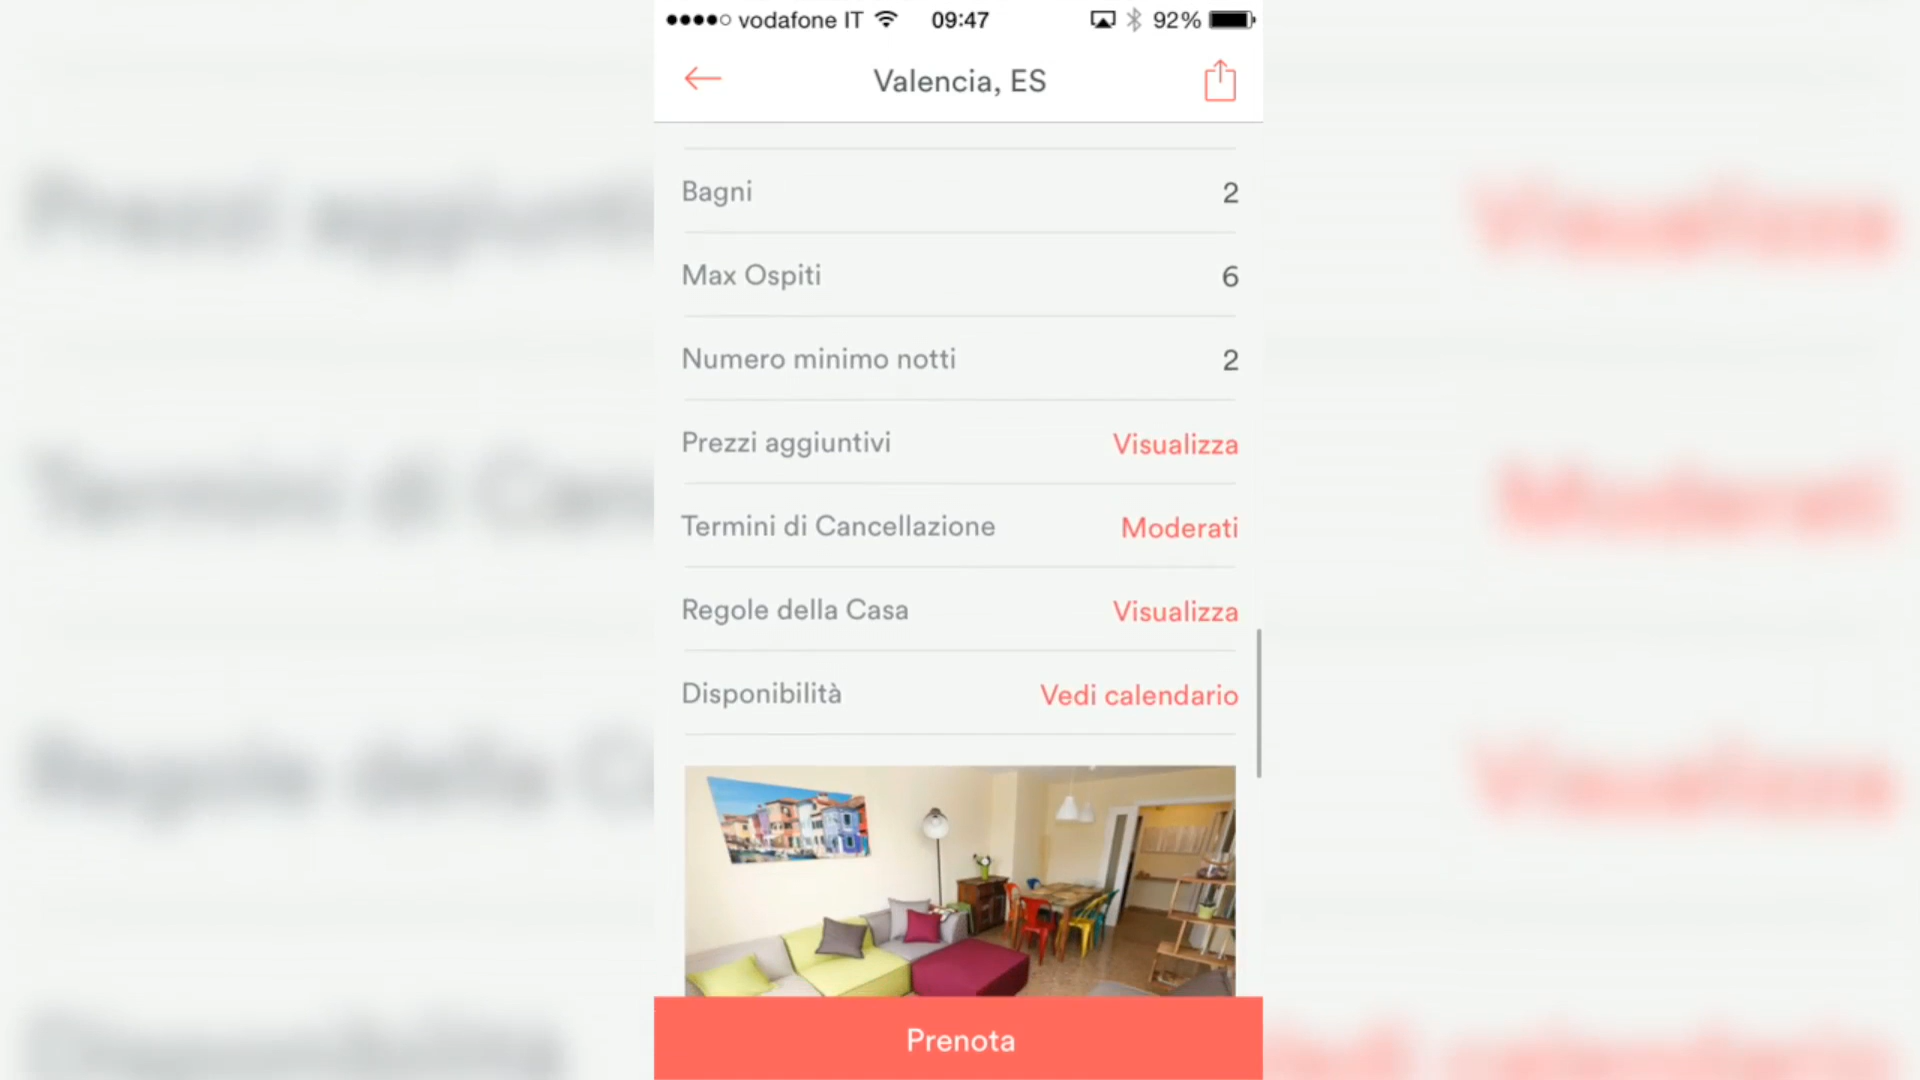 vodafone IT 09:47 92%
Valencia, ES
Bagni 2
Max Ospiti 6
Numero minimo notti 2
Prezzi aggiuntivi Visualizza
Termini di Cancellazione Moderati
Regole della Casa Visualizza
Disponibilità Vedi calendario
Prenota